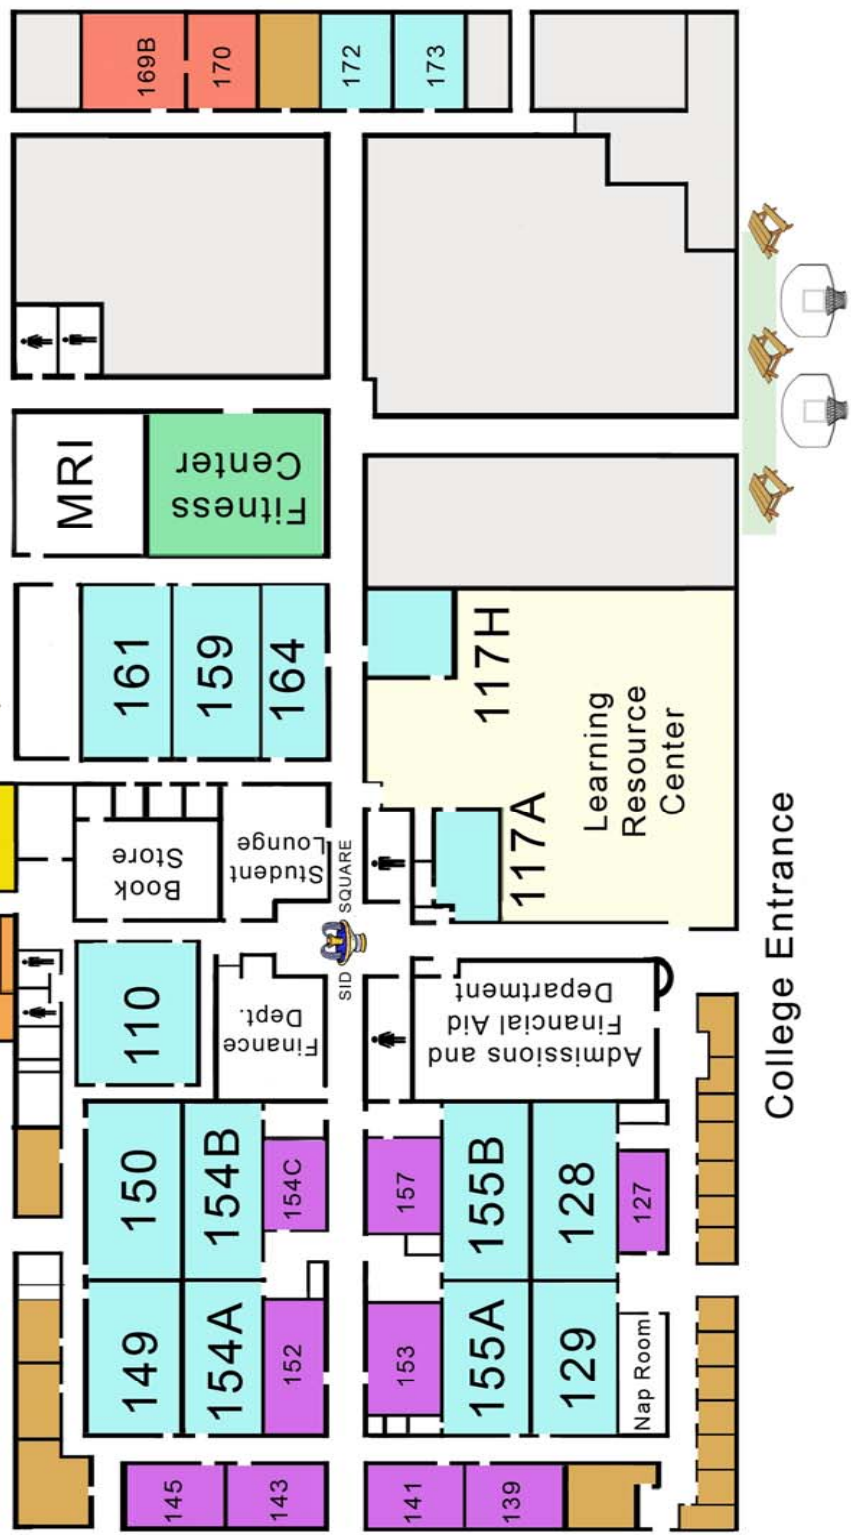 169B
170
172
173
MRI
Fitness
Center
161
159
164
117H
Learning
Resource
Center
117A
Book
Store
Student
Lounge
SID
SQUARE
College Entrance
110
Finance
Dept.
Admissions and
Financial Aid
Department
150
154B
154C
157
155B
128
127
149
154A
152
153
155A
129
Nap Room
145
143
141
139